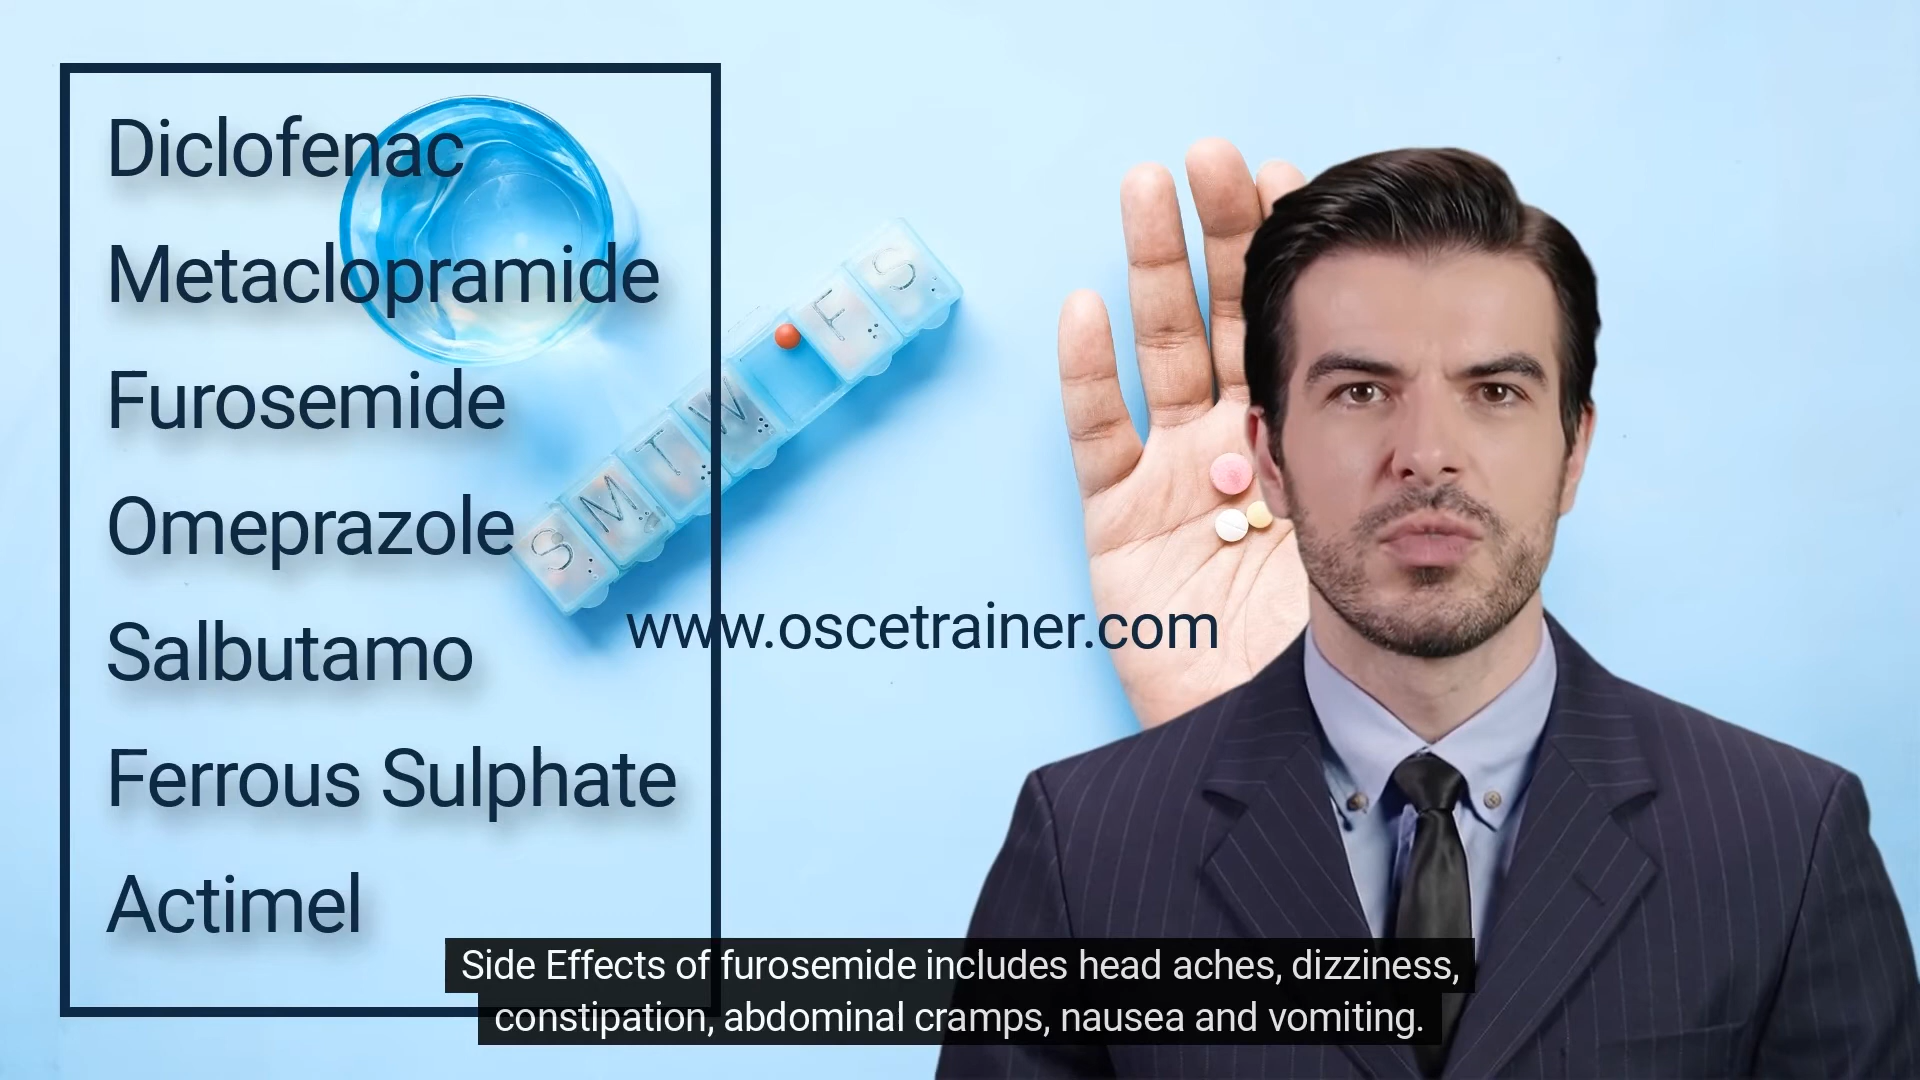 Diclofenac
Metaclopramide
Furosemide
Omeprazole
Salbutamo
Ferrous Sulphate
Actimel
S M T W F S
www.oscetrainer.com
Side Effects of furosemide includes head aches, dizziness,
constipation, abdominal cramps, nausea and vomiting.